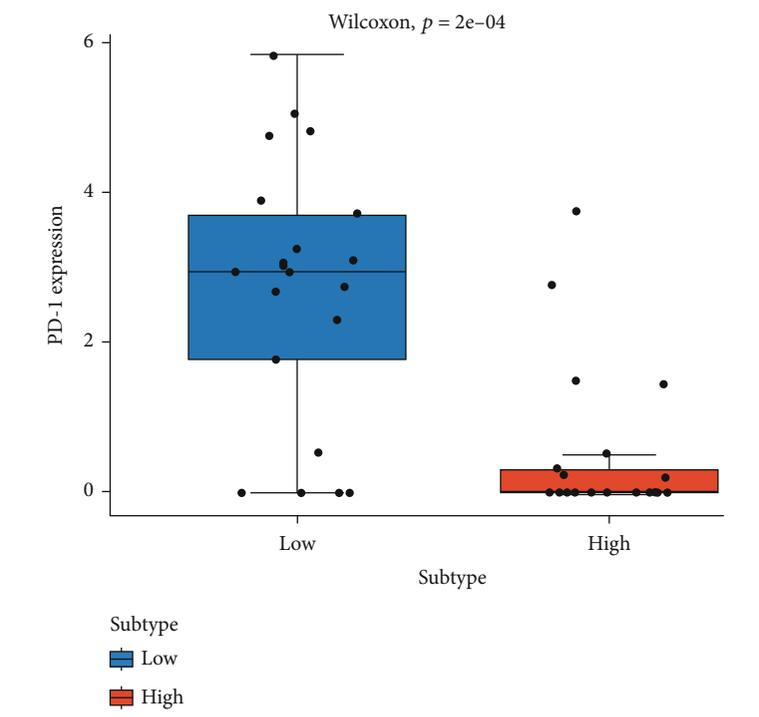 Wilcoxon, p = 2e–04
PD-1 expression
6
4
2
0
Low
High
Subtype
Subtype
Low
High